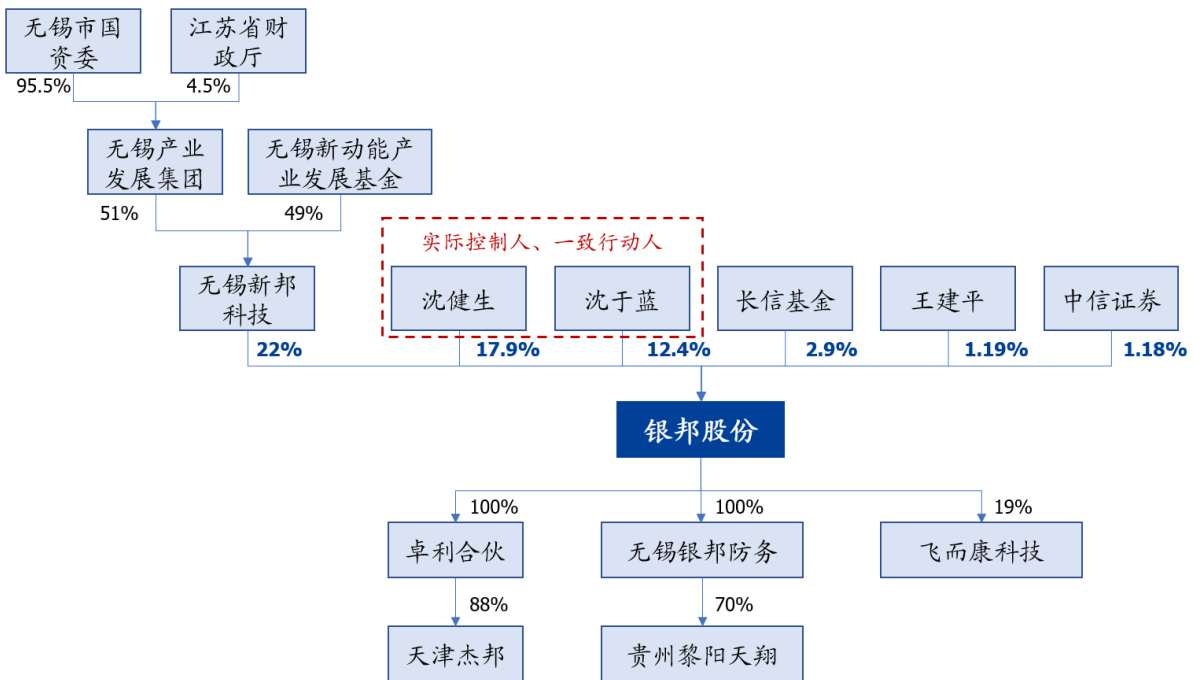 无锡市国
资委
江苏省财
政厅
95.5%
4.5%
无锡产业
发展集团
无锡新动能产
业发展基金
51%
49%
实际控制人、一致行动人
无锡新邦
科技
沈健生
沈于蓝
长信基金
王建平
中信证券
22%
17.9%
12.4%
2.9%
1.19%
1.18%
银邦股份
100%
100%
19%
卓利合伙
无锡银邦防务
飞而康科技
88%
70%
天津杰邦
贵州黎阳天翔